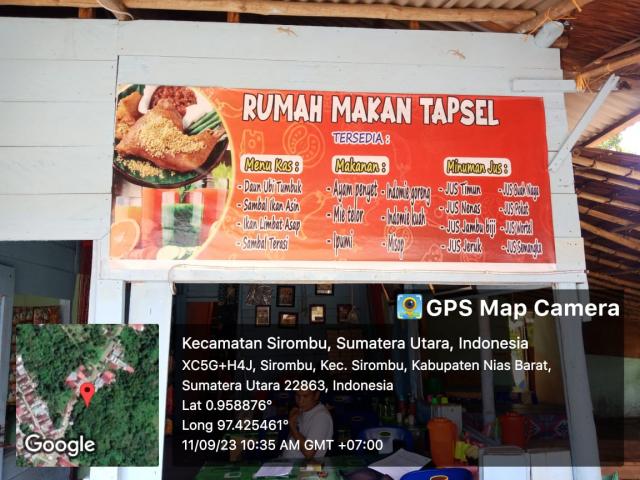 RUMAH MAKAN TAPSEL
TERSEDIA :
Menu Kas :
- Daun Ubi Tumbuk
- Sambal Ikan Asin
- Ikan Limbat Asap
- Sambal Terasi
Makanan :
- Ayam penyet
- Mie telor
- Ipumi
- Indomie goreng
- Indomie kuah
- Misop
Minuman Jus :
- JUS Timun
- JUS Nenas
- JUS Jambu biji
- JUS Jeruk
- JUS Buah Naga
- JUS Pokat
- JUS Wortel
- JUS Semangka
GPS Map Camera
Kecamatan Sirombu, Sumatera Utara, Indonesia
XC5G+H4J, Sirombu, Kec. Sirombu, Kabupaten Nias Barat,
Sumatera Utara 22863, Indonesia
Lat 0.958876°
Long 97.425461°
11/09/23 10:35 AM GMT +07:00
Google